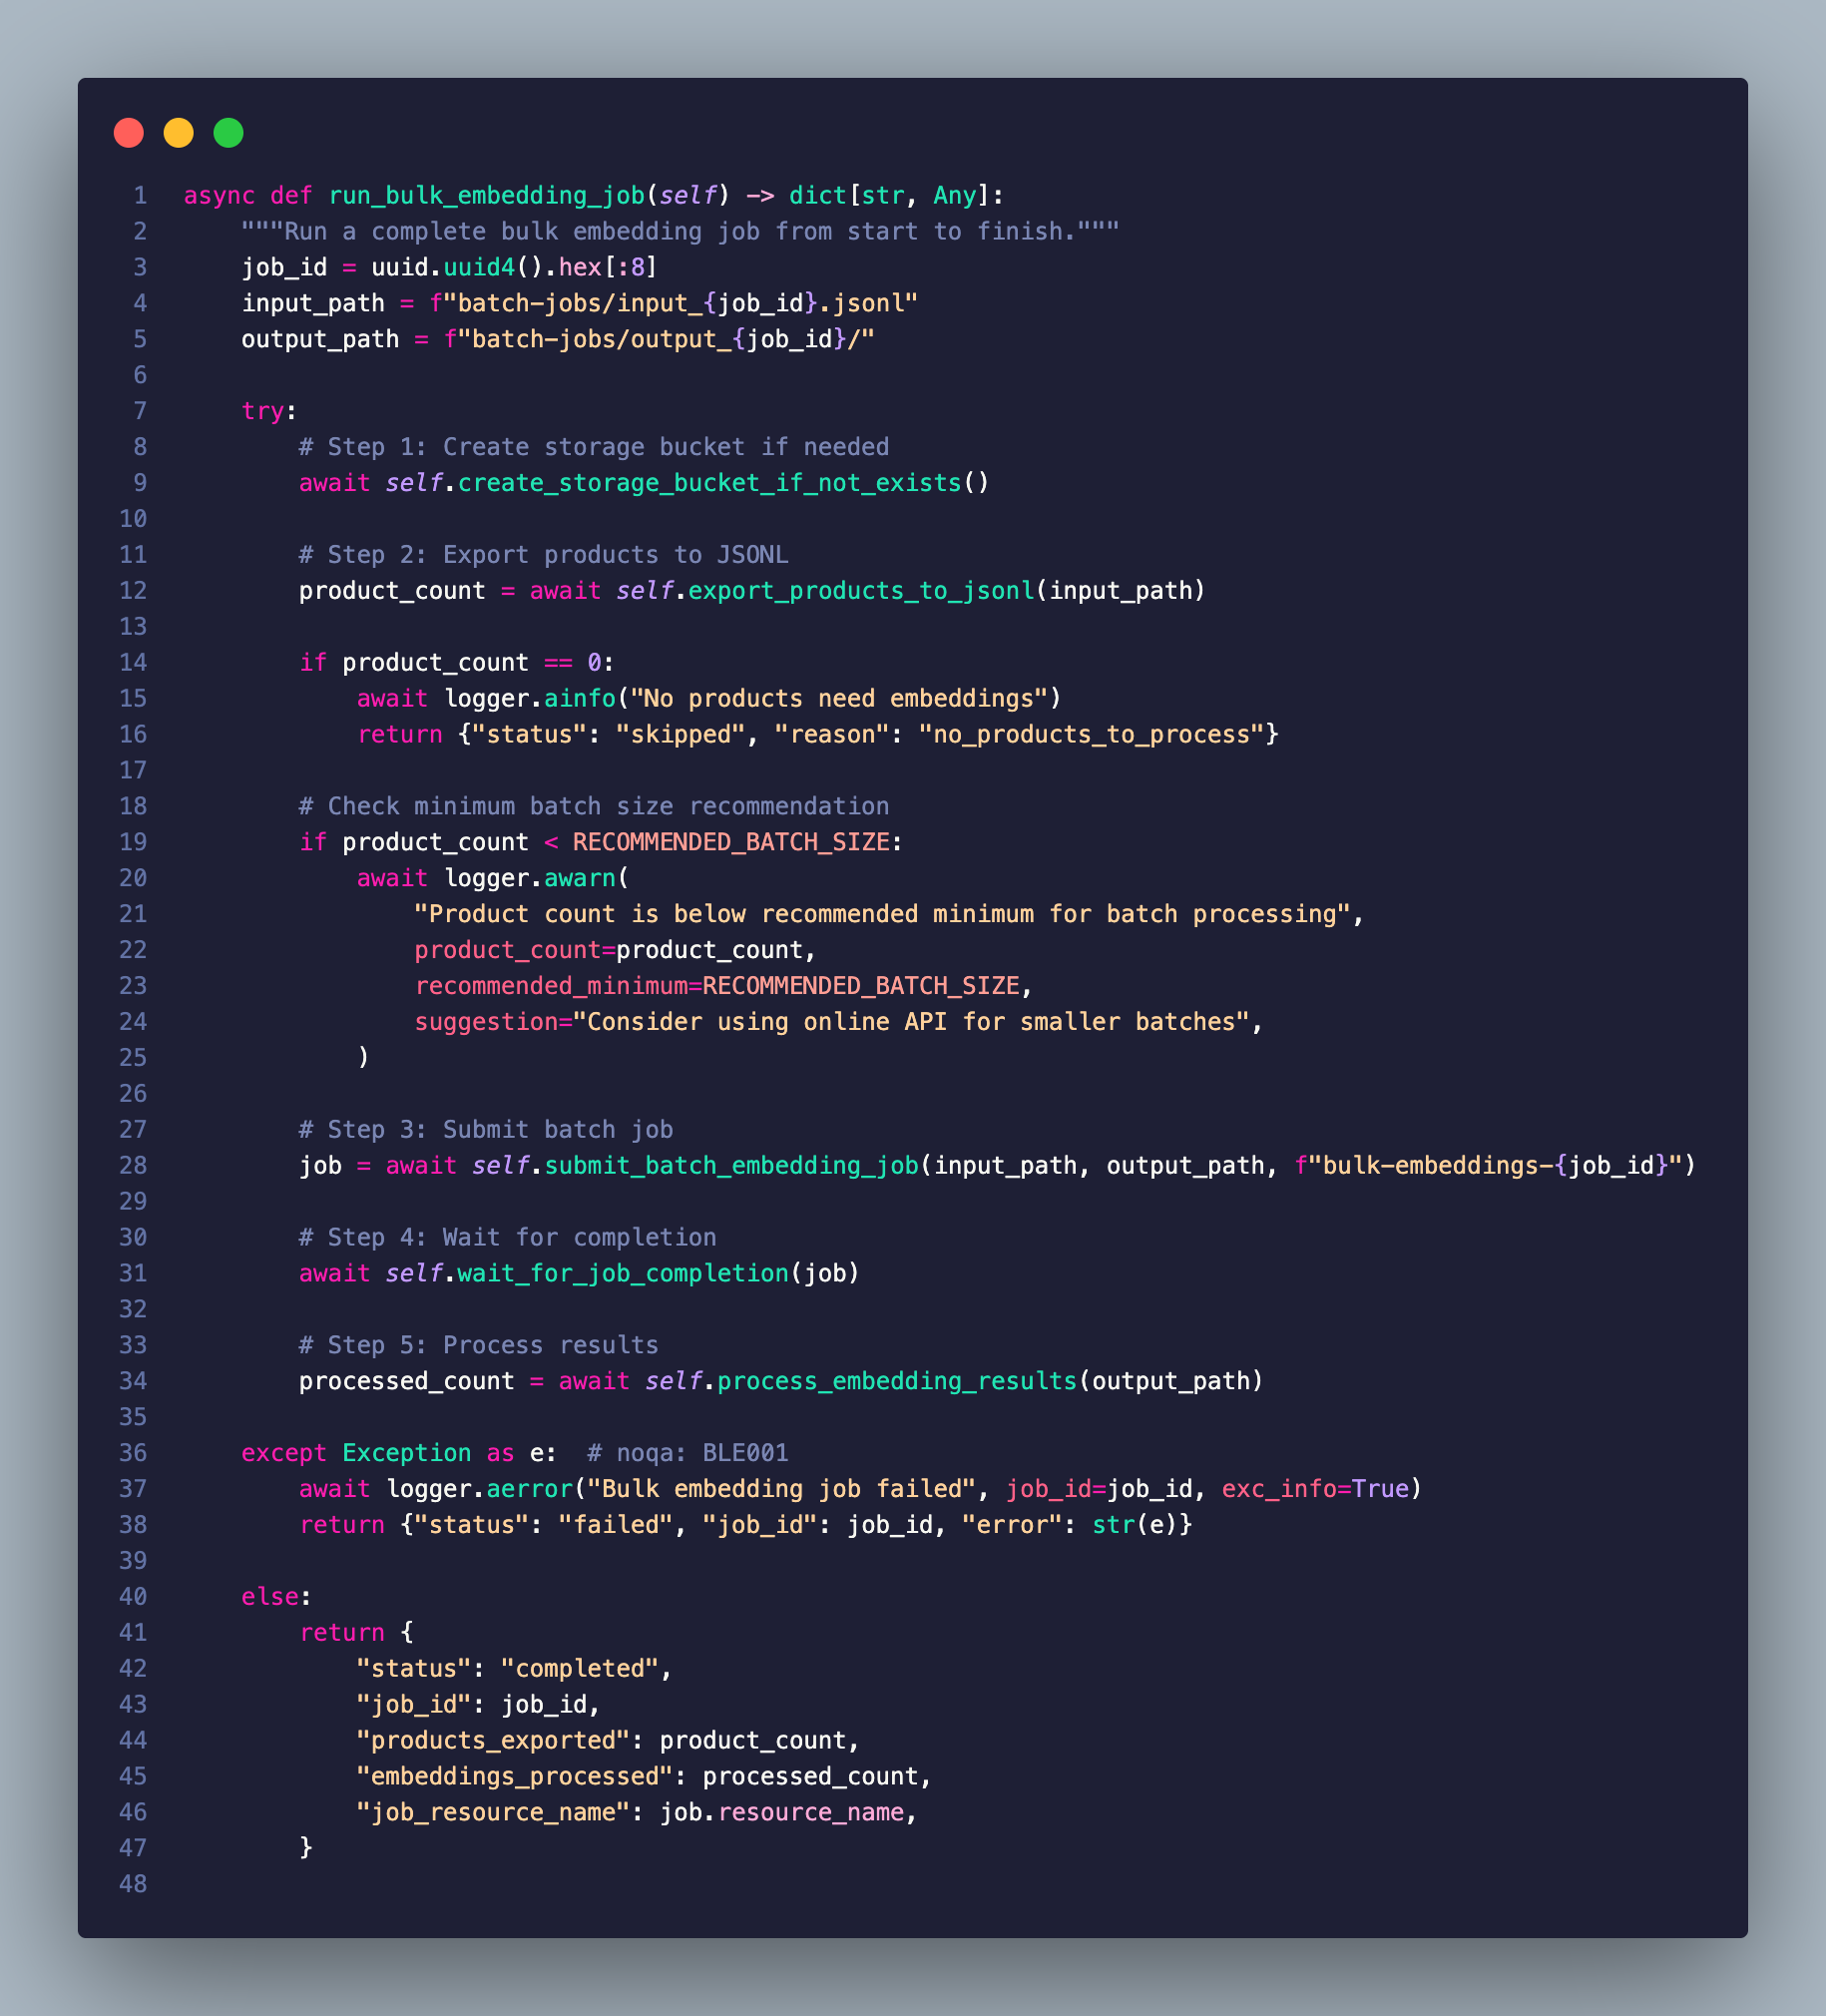 1 async def run_bulk_embedding_job(self) -> dict[str, Any]:
2     """Run a complete bulk embedding job from start to finish."""
3     job_id = uuid.uuid4().hex[:8]
4     input_path = f"batch-jobs/input_{job_id}.jsonl"
5     output_path = f"batch-jobs/output_{job_id}/"
6
7     try:
8         # Step 1: Create storage bucket if needed
9         await self.create_storage_bucket_if_not_exists()
10
11         # Step 2: Export products to JSONL
12         product_count = await self.export_products_to_jsonl(input_path)
13
14         if product_count == 0:
15             await logger.ainfo("No products need embeddings")
16             return {"status": "skipped", "reason": "no_products_to_process"}
17
18         # Check minimum batch size recommendation
19         if product_count < RECOMMENDED_BATCH_SIZE:
20             await logger.awarn(
21                 "Product count is below recommended minimum for batch processing",
22                 product_count=product_count,
23                 recommended_minimum=RECOMMENDED_BATCH_SIZE,
24                 suggestion="Consider using online API for smaller batches",
25             )
26
27         # Step 3: Submit batch job
28         job = await self.submit_batch_embedding_job(input_path, output_path, f"bulk-embeddings-{job_id}")
29
30         # Step 4: Wait for completion
31         await self.wait_for_job_completion(job)
32
33         # Step 5: Process results
34         processed_count = await self.process_embedding_results(output_path)
35
36     except Exception as e:  # noqa: BLE001
37         await logger.aerror("Bulk embedding job failed", job_id=job_id, exc_info=True)
38         return {"status": "failed", "job_id": job_id, "error": str(e)}
39
40     else:
41         return {
42             "status": "completed",
43             "job_id": job_id,
44             "products_exported": product_count,
45             "embeddings_processed": processed_count,
46             "job_resource_name": job.resource_name,
47         }
48